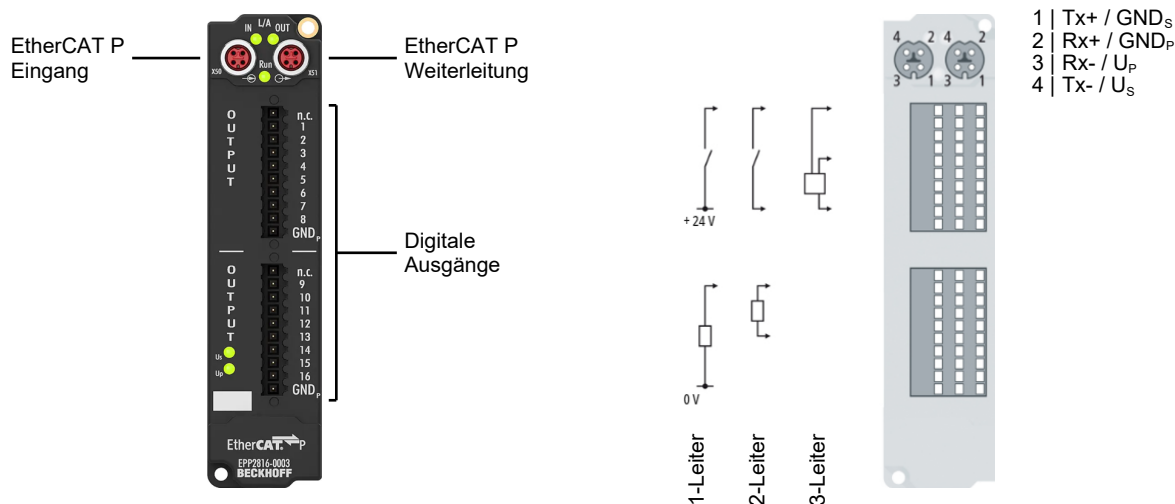 EtherCAT P
Eingang
IN L/A OUT
X50
Run
X51
EtherCAT P
Weiterleitung
OUTPUT
n.c.
1
2
3
4
5
6
7
8
GNDP
Digitale
Ausgänge
OUTPUT
n.c.
9
10
11
12
13
14
15
16
GNDP
Us
Up
EtherCAT P
EPP2816-0003
BECKHOFF
+ 24 V
0 V
1-Leiter
2-Leiter
3-Leiter
4 2 4 2
3 1 3 1
1 | Tx+ / GNDS
2 | Rx+ / GNDP
3 | Rx- / UP
4 | Tx- / US